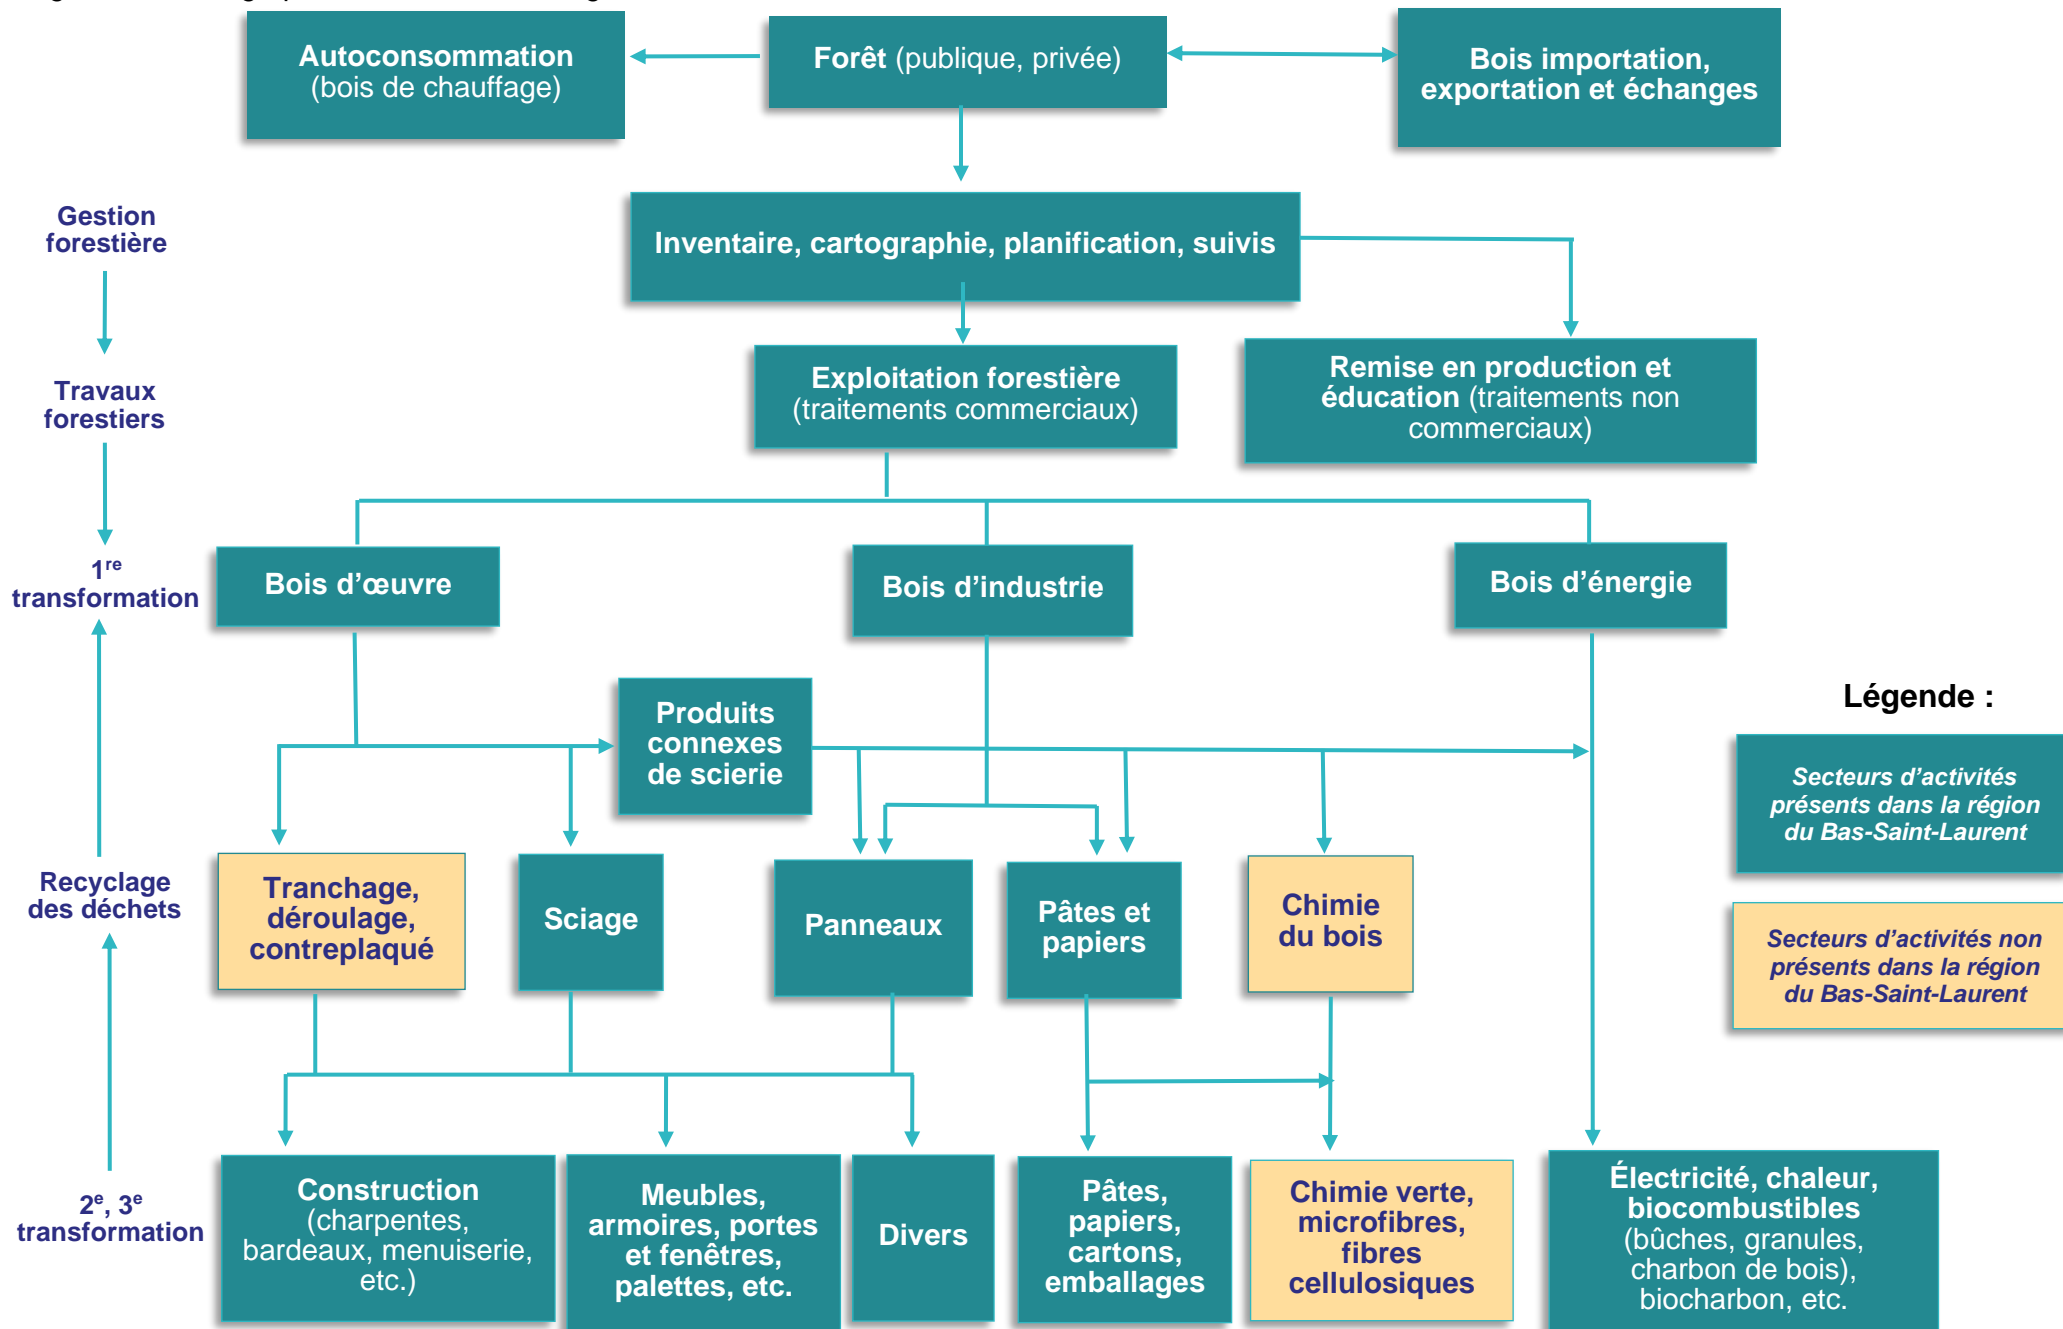 Autoconsommation
(bois de chauffage)
Forêt (publique, privée)
Bois importation,
exportation et échanges
Gestion
forestière
Inventaire, cartographie, planification, suivis
Travaux
forestiers
Exploitation forestière
(traitements commerciaux)
Remise en production et
éducation (traitements non
commerciaux)
1re
transformation
Bois d’œuvre
Bois d’industrie
Bois d’énergie
Produits
connexes
de scierie
Légende :
Secteurs d’activités
présents dans la région
du Bas-Saint-Laurent
Secteurs d’activités non
présents dans la région
du Bas-Saint-Laurent
Recyclage
des déchets
Tranchage,
déroulage,
contreplaqué
Sciage
Panneaux
Pâtes et
papiers
Chimie
du bois
2e, 3e
transformation
Construction
(charpentes,
bardeaux, menuiserie,
etc.)
Meubles,
armoires, portes
et fenêtres,
palettes, etc.
Divers
Pâtes,
papiers,
cartons,
emballages
Chimie verte,
microfibres,
fibres
cellulosiques
Électricité, chaleur,
biocombustibles
(bûches, granules,
charbon de bois),
biocharbon, etc.